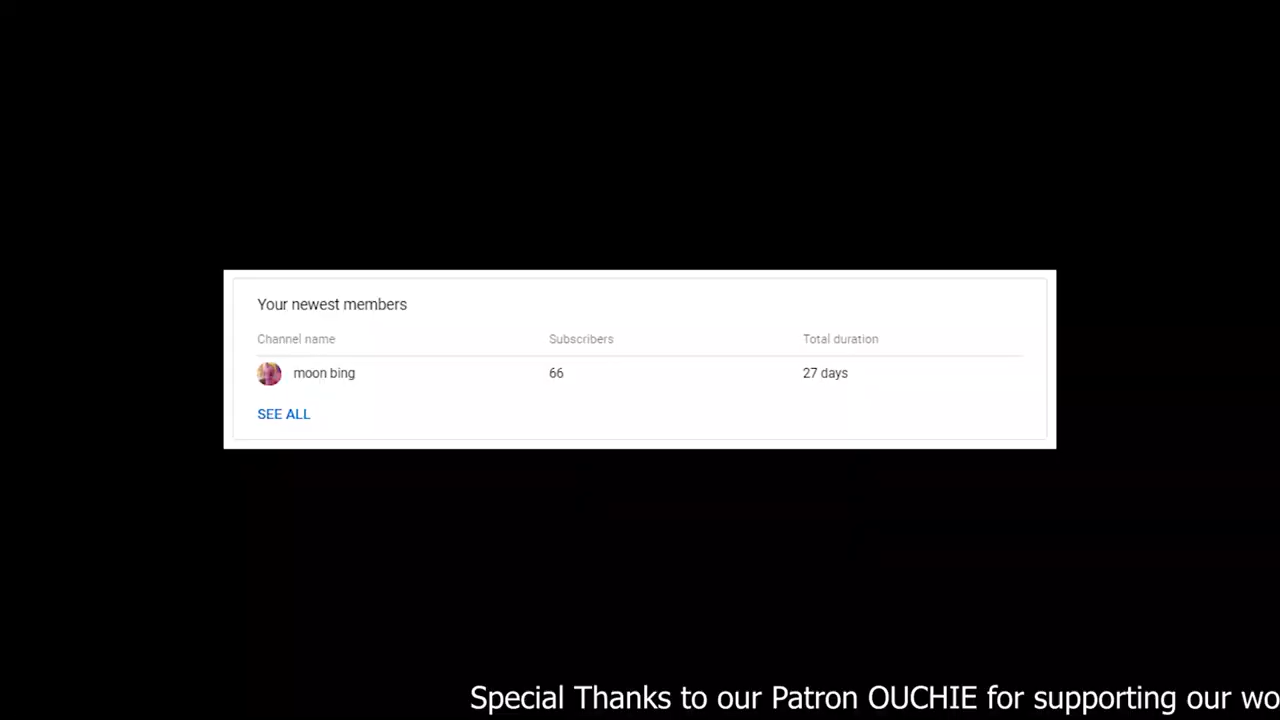 Your newest members
Channel name Subscribers Total duration
moon bing 66 27 days
SEE ALL
Special Thanks to our Patron OUCHIE for supporting our wo